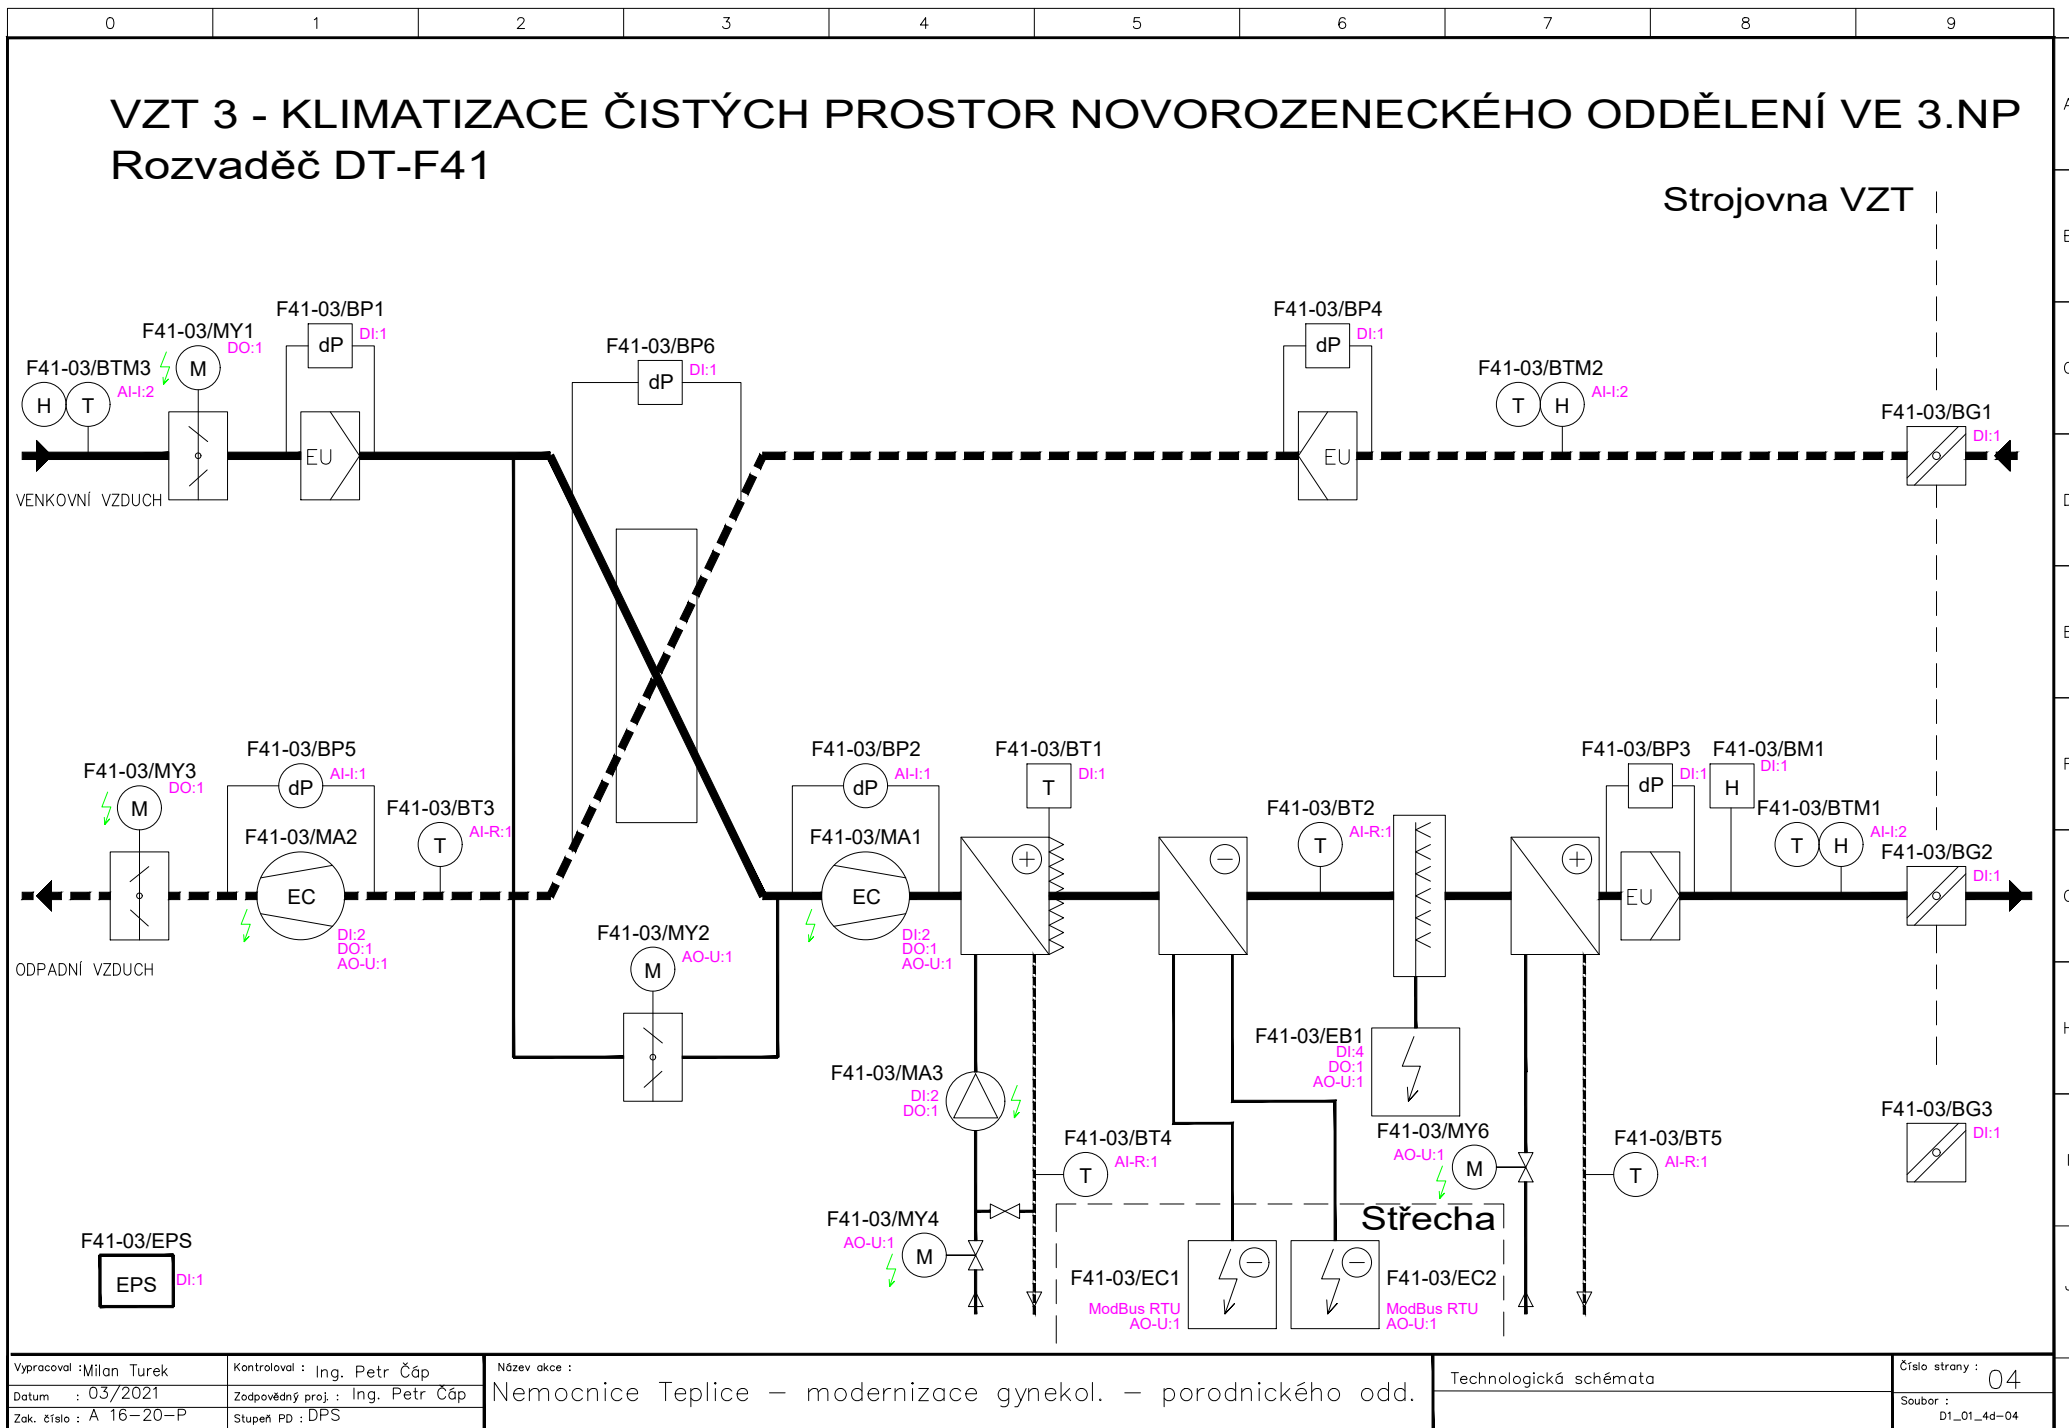 0 1 2 3 4 5 6 7 8 9
VZT 3 - KLIMATIZACE ČISTÝCH PROSTOR NOVOROZENECKÉHO ODDĚLENÍ VE 3.NP
Rozvaděč DT-F41
Strojovna VZT
F41-03/BTM3
AI-I:2
H T
F41-03/MY1
DO:1
M
F41-03/BP1
DI:1
dP
EU
F41-03/BP6
DI:1
dP
F41-03/BP4
DI:1
dP
EU
F41-03/BTM2
AI-I:2
T H
F41-03/BG1
DI:1
VENKOVNÍ VZDUCH
F41-03/MY3
DO:1
M
F41-03/BP5
AI-I:1
dP
F41-03/MA2
EC
DI:2
DO:1
AO-U:1
F41-03/BT3
AI-R:1
T
F41-03/BP2
AI-I:1
dP
F41-03/MA1
EC
DI:2
DO:1
AO-U:1
F41-03/BT1
DI:1
T
F41-03/BT2
AI-R:1
T
F41-03/BP3
DI:1
dP
EU
F41-03/BM1
DI:1
H
F41-03/BTM1
AI-I:2
T H
F41-03/BG2
DI:1
ODPADNÍ VZDUCH
F41-03/MY2
AO-U:1
M
F41-03/MA3
DI:2
DO:1
F41-03/EB1
DI:4
DO:1
AO-U:1
F41-03/BT4
AI-R:1
T
F41-03/MY6
AO-U:1
M
F41-03/BT5
AI-R:1
T
F41-03/BG3
DI:1
F41-03/MY4
AO-U:1
M
Střecha
F41-03/EC1
ModBus RTU
AO-U:1
F41-03/EC2
ModBus RTU
AO-U:1
F41-03/EPS
EPS
DI:1
Vypracoval : Milan Turek
Datum : 03/2021
Zak. číslo : A 16-20-P
Kontroloval : Ing. Petr Čáp
Zodpovědný proj. : Ing. Petr Čáp
Stupeň PD : DPS
Název akce :
Nemocnice Teplice – modernizace gynekol. – porodnického odd.
Technologická schémata
Číslo strany :
04
Soubor :
D1_01_4d-04